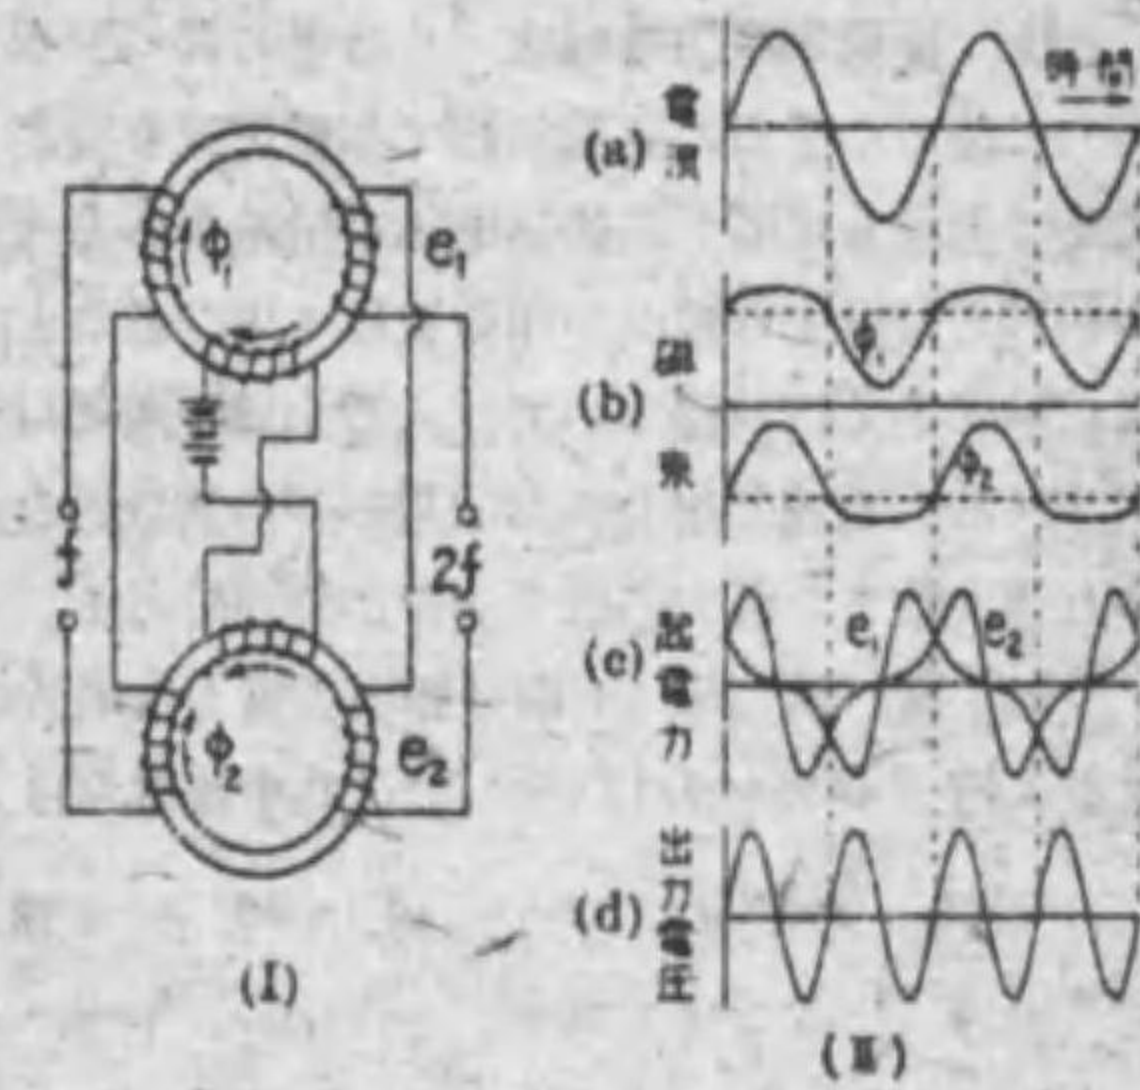 φ₁
e₁
f
2f
φ₂
e₂
(I)
時間
(a)
電流
(b)
磁束
φ₁
φ₂
(c)
起電力
e₁
e₂
(d)
出力電圧
(II)